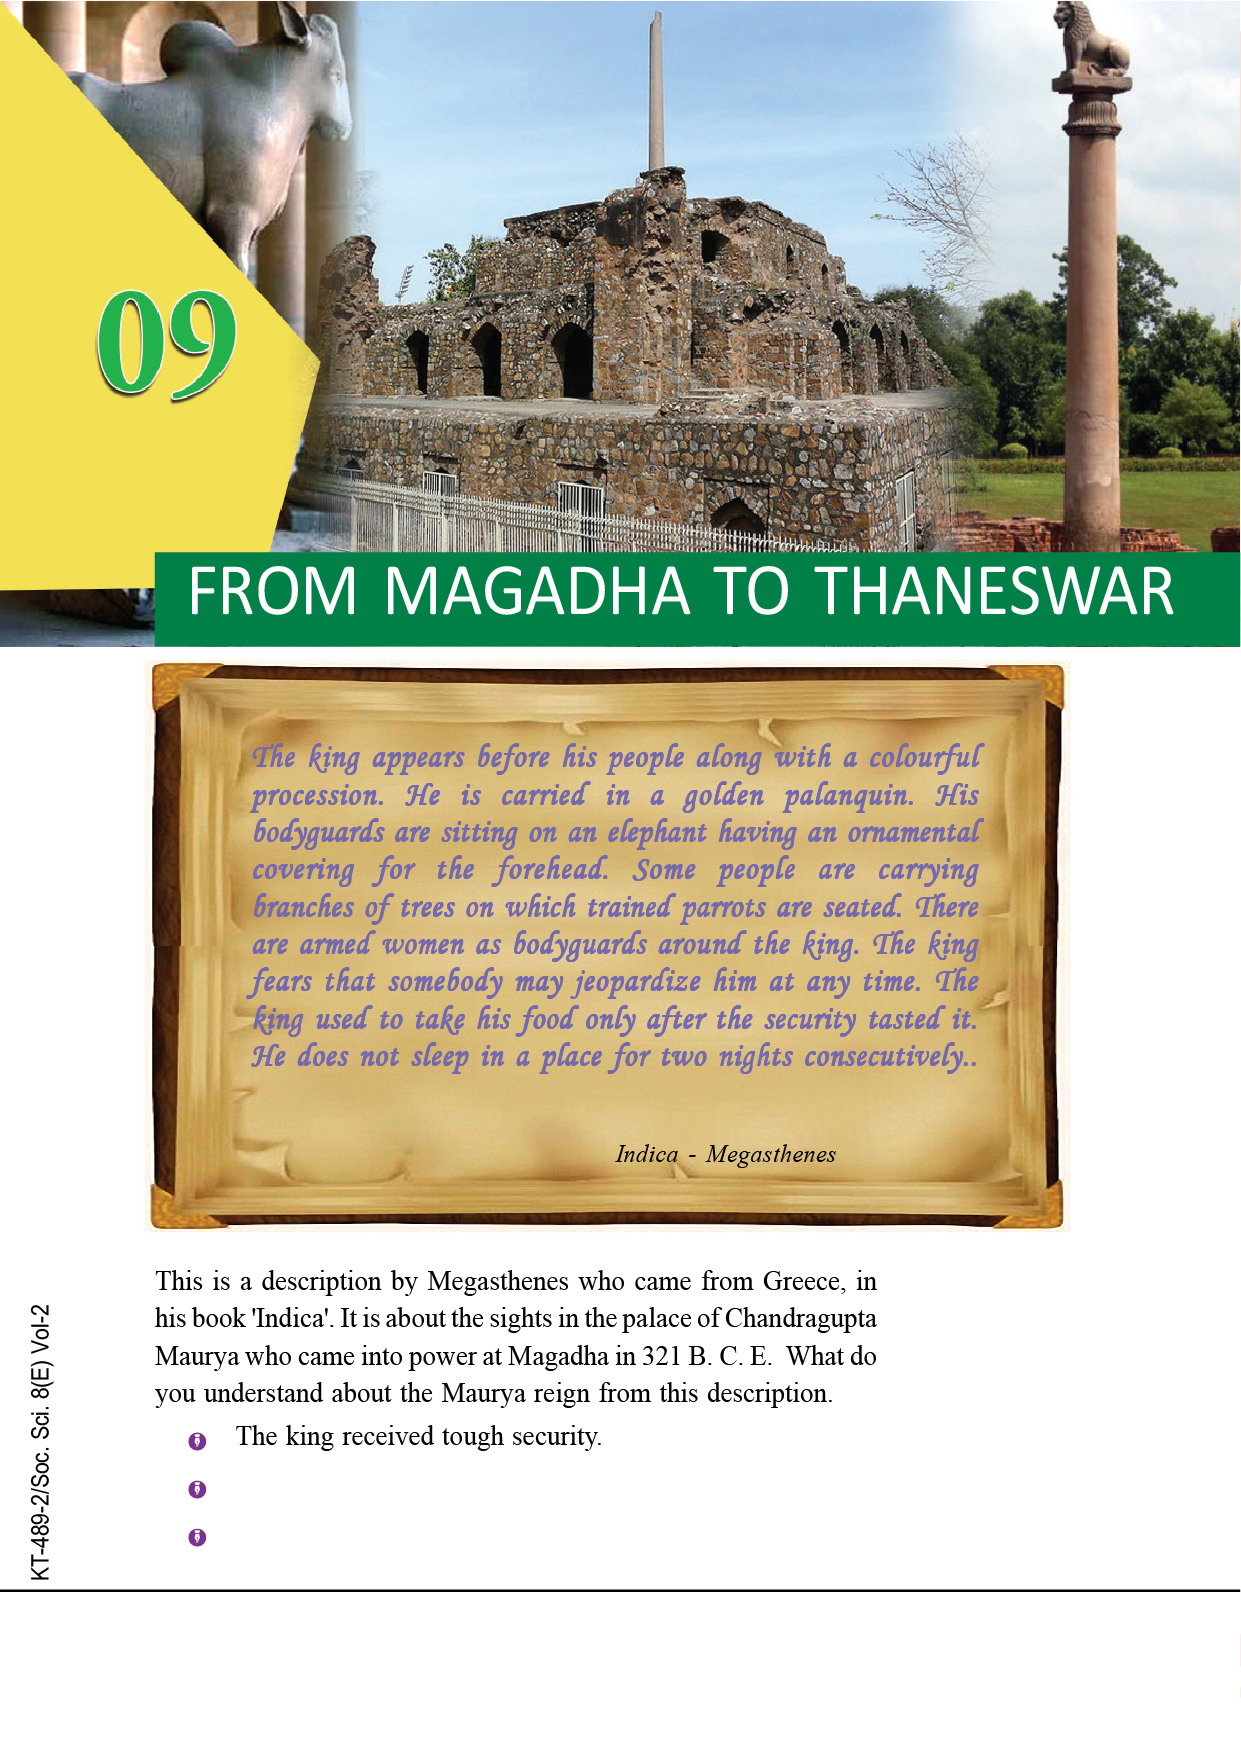 09
FROM MAGADHA TO THANESWAR
The king appears before his people along with a colourful
procession. He is carried in a golden palanquin. His
bodyguards are sitting on an elephant having an ornamental
covering for the forehead. Some people are carrying
branches of trees on which trained parrots are seated. There
are armed women as bodyguards around the king. The king
fears that somebody may jeopardize him at any time. The
king used to take his food only after the security tasted it.
He does not sleep in a place for two nights consecutively..
Indica - Megasthenes
This is a description by Megasthenes who came from Greece, in
his book 'Indica'. It is about the sights in the palace of Chandragupta
Maurya who came into power at Magadha in 321 B. C. E. What do
you understand about the Maurya reign from this description.
The king received tough security.
KT-489-2/Soc. Sci. 8(E) Vol-2